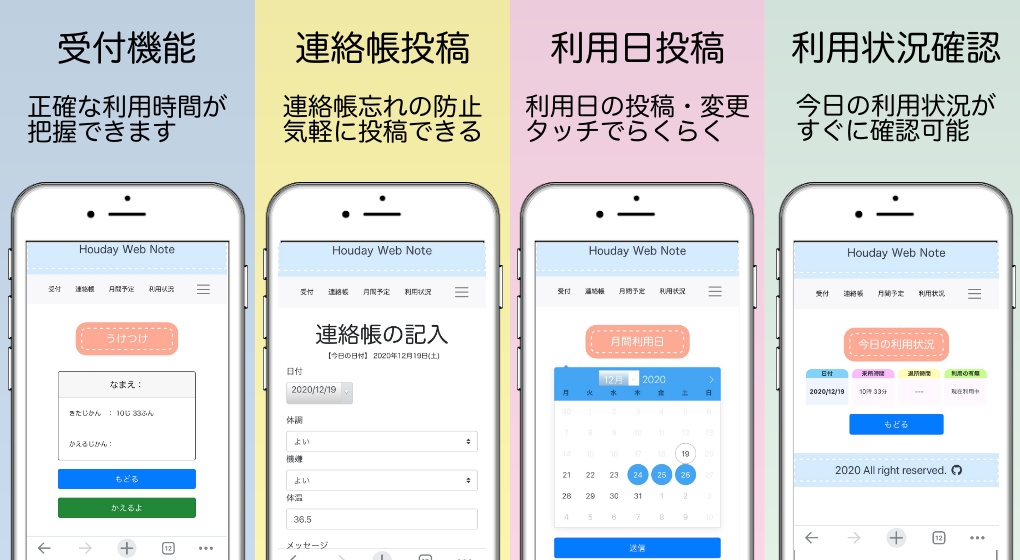 受付機能
正確な利用時間が
把握できます
Houday Web Note
受付 連絡帳 月間予定 利用状況
うけつけ
なまえ：
きたじかん ： 10じ 33ふん
かえるじかん：
もどる
かえるよ
12
連絡帳投稿
連絡帳忘れの防止
気軽に投稿できる
Houday Web Note
受付 連絡帳 月間予定 利用状況
連絡帳の記入
【今日の日付】 2020年12月19日(土)
日付
2020/12/19
体調
よい
機嫌
よい
体温
36.5
メッセージ
利用日投稿
利用日の投稿・変更
タッチでらくらく
Houday Web Note
受付 連絡帳 月間予定 利用状況
月間利用日
12月 2020
月 火 水 木 金 土 日
30 1 2 3 4 5 6
7 8 9 10 11 12 13
14 15 16 17 18 19 20
21 22 23 24 25 26 27
28 29 30 31 1 2 3
4 5 6 7 8 9 10
送信
利用状況確認
今日の利用状況が
すぐに確認可能
Houday Web Note
受付 連絡帳 月間予定 利用状況
今日の利用状況
日付 来所時間 退所時間 利用の有無
2020/12/19 10時 33分 --- 現在利用中
もどる
2020 All right reserved.
12